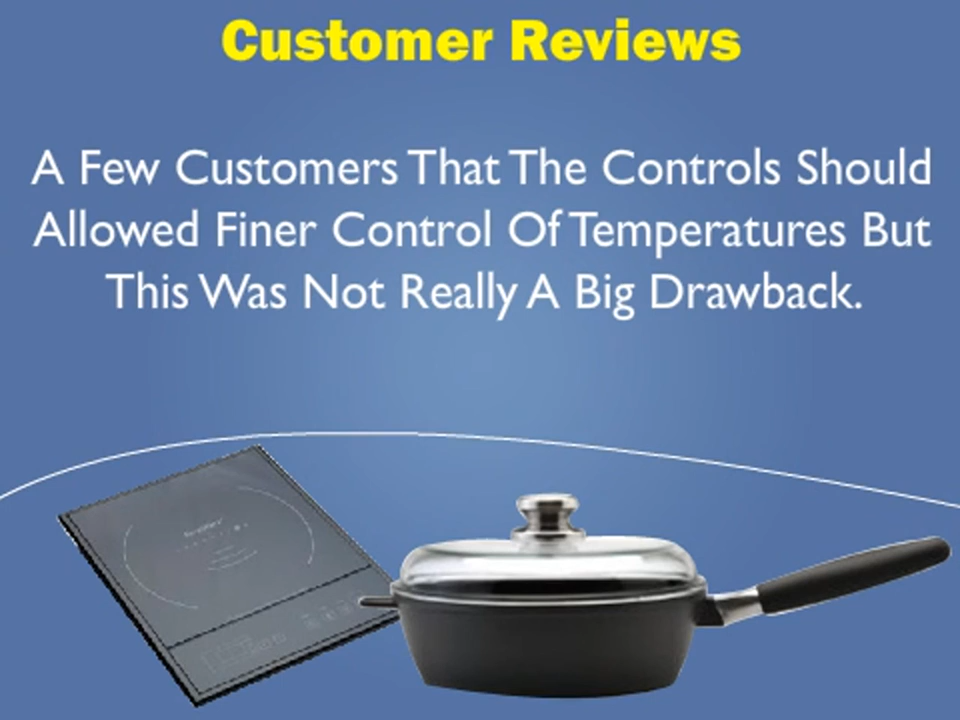 Customer Reviews
A Few Customers That The Controls Should
Allowed Finer Control Of Temperatures But
This Was Not Really A Big Drawback.